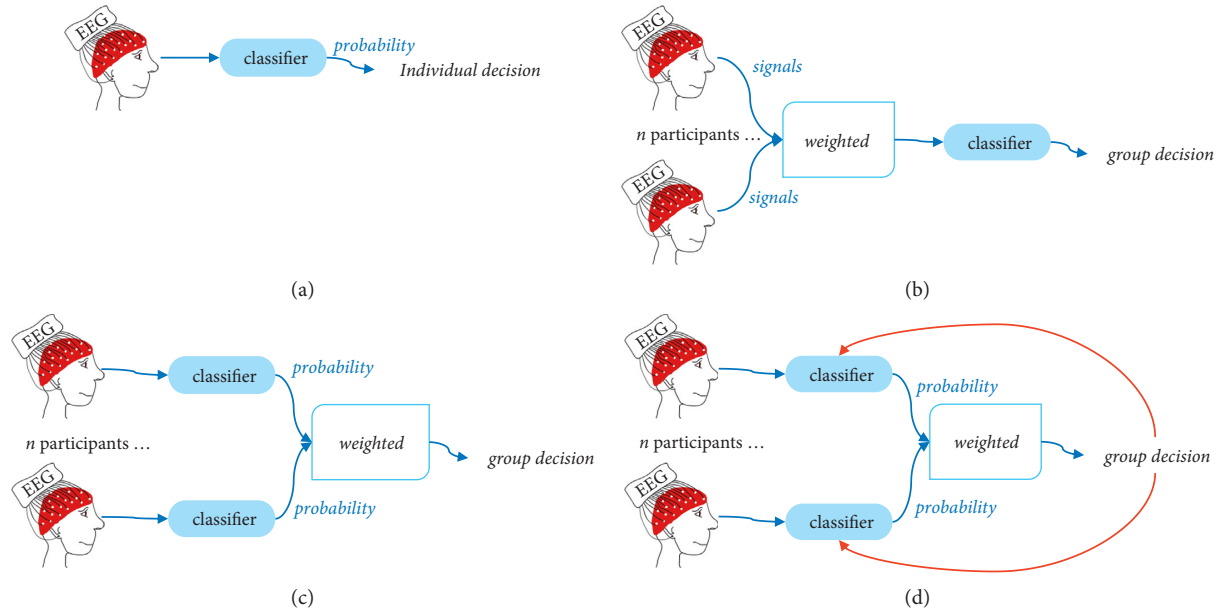 EEG
classifier
probability
Individual decision
(a)
EEG
signals
n participants …
weighted
classifier
group decision
EEG
signals
(b)
EEG
classifier
probability
n participants …
weighted
group decision
EEG
classifier
probability
(c)
EEG
classifier
probability
n participants …
weighted
group decision
EEG
classifier
probability
(d)